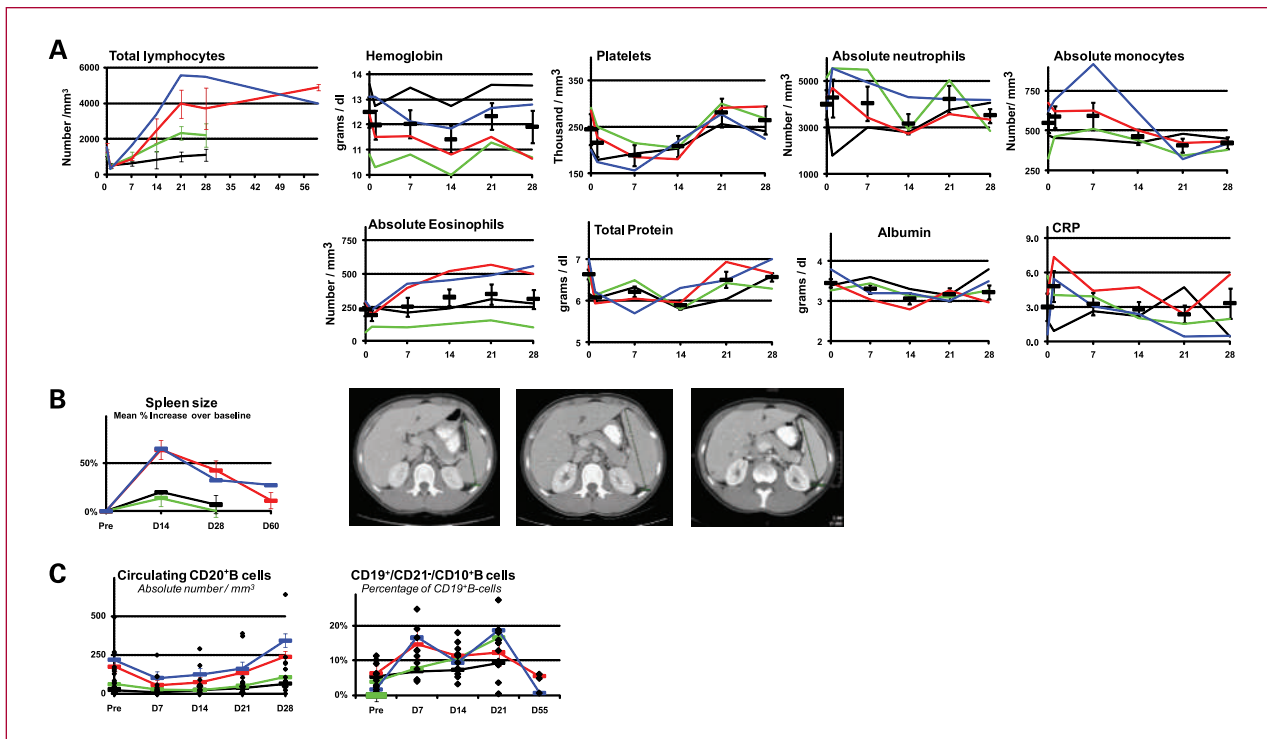 A
Total lymphocytes
Number /mm³
6000
4000
2000
0
0 7 14 21 28 35 42 49 56
Hemoglobin
grams / dl
14
13
12
11
10
0 7 14 21 28
Platelets
Thousand / mm³
350
250
150
0 7 14 21 28
Absolute neutrophils
Number / mm³
5000
3000
1000
0 7 14 21 28
Absolute monocytes
Number/ mm³
750
500
250
0 7 14 21 28
Absolute Eosinophils
Number / mm³
750
500
250
0
0 7 14 21 28
Total Protein
grams / dl
7
6
5
0 7 14 21 28
Albumin
grams / dl
4
3
2
0 7 14 21 28
CRP
9.0
6.0
3.0
0.0
0 7 14 21 28
B
Spleen size
Mean % Increase over baseline
50%
0%
Pre D14 D28 D60
C
Circulating CD20⁺B cells
Absolute number / mm³
500
250
0
Pre D7 D14 D21 D28
CD19⁺/CD21⁻/CD10⁺B cells
Percentage of CD19⁺B-cells
20%
10%
0%
Pre D7 D14 D21 D55